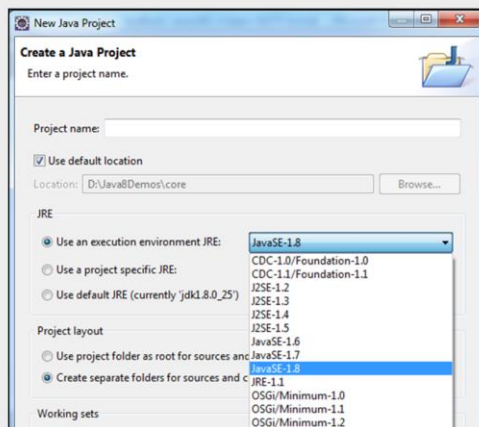 New Java Project
Create a Java Project
Enter a project name.
Project name:
Use default location
Location: D:\Java8Demos\core Browse...
JRE
Use an execution environment JRE: JavaSE-1.8
CDC-1.0/Foundation-1.0
CDC-1.1/Foundation-1.1
Use a project specific JRE:
J2SE-1.2
J2SE-1.3
Use default JRE (currently 'jdk1.8.0_25')
J2SE-1.4
J2SE-1.5
JavaSE-1.6
Project layout
Use project folder as root for sources and JavaSE-1.7
JavaSE-1.8
Create separate folders for sources and c
JRE-1.1
OSGi/Minimum-1.0
OSGi/Minimum-1.1
Working sets
OSGi/Minimum-1.2